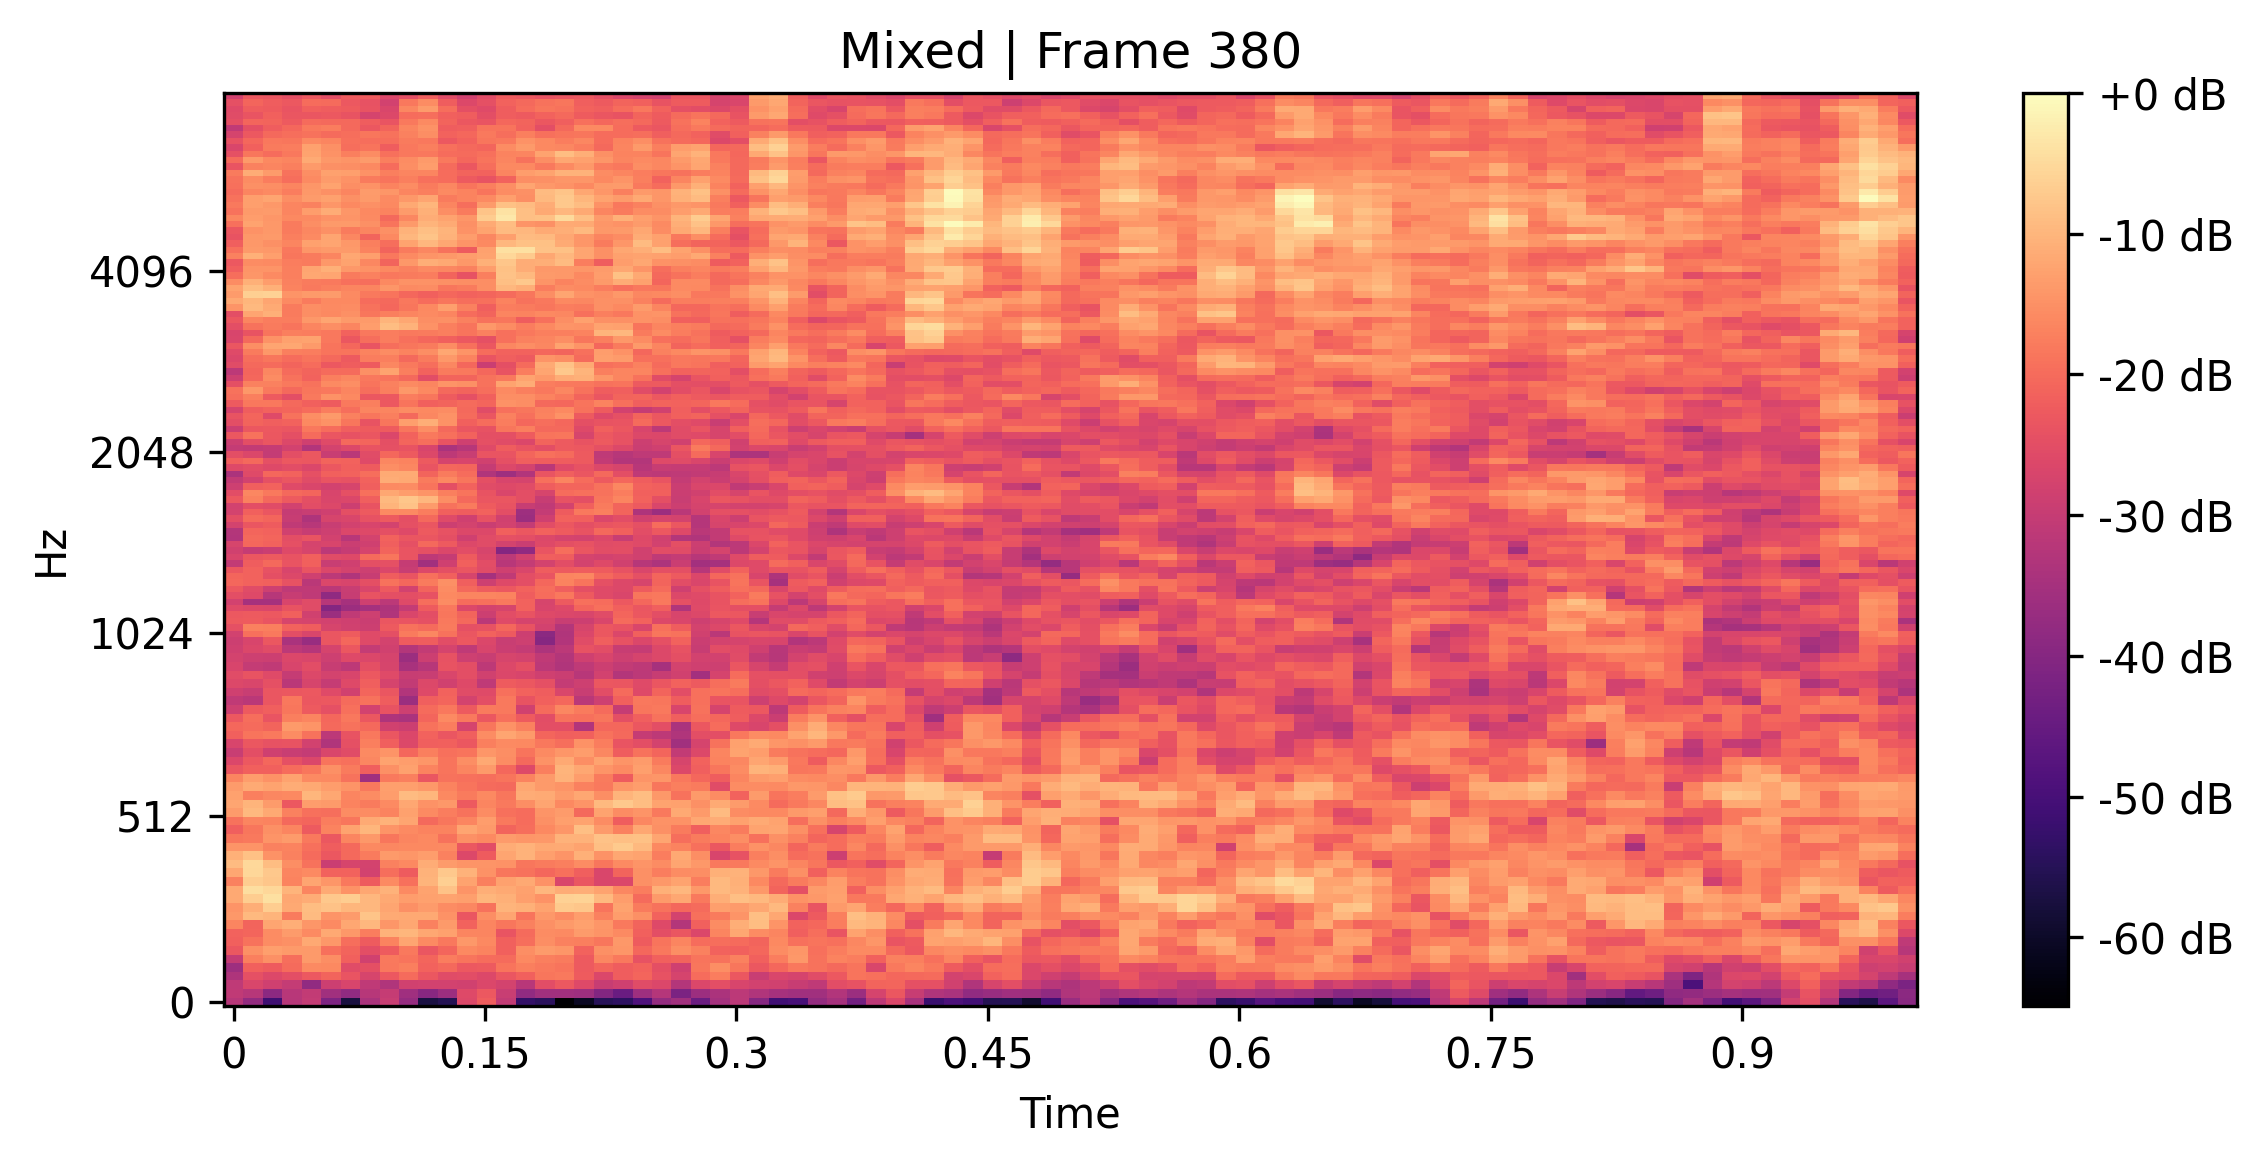 Mixed | Frame 380
Hz
4096
2048
1024
512
0
0 0.15 0.3 0.45 0.6 0.75 0.9
Time
+0 dB
-10 dB
-20 dB
-30 dB
-40 dB
-50 dB
-60 dB